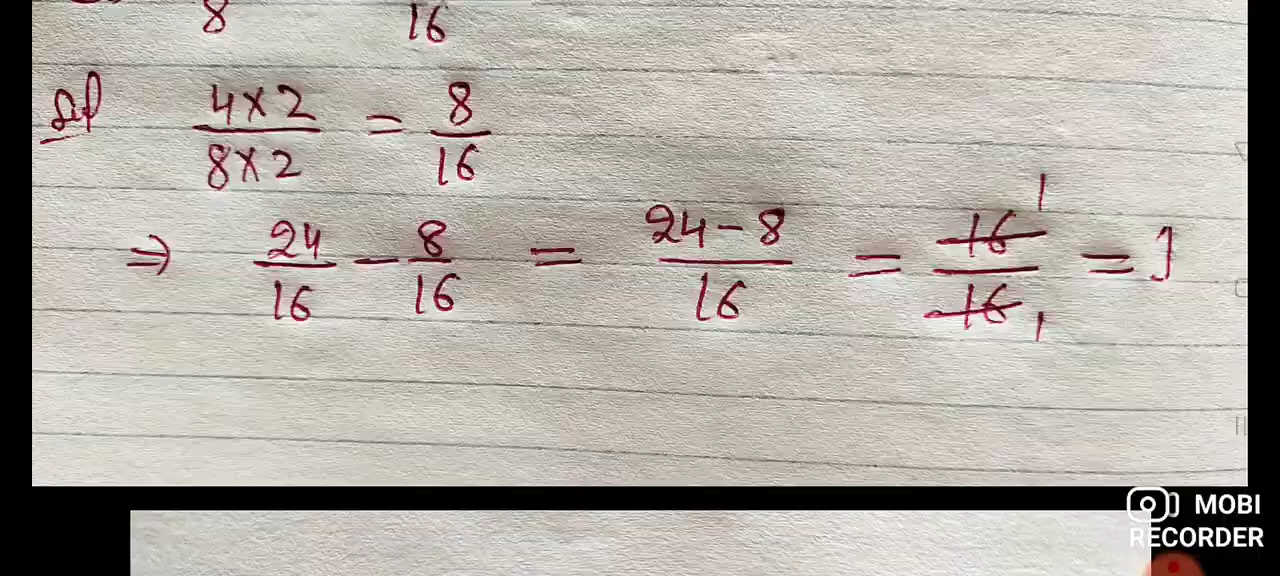 8 16
Sol 4×2/8×2 = 8/16
⇒ 24/16 − 8/16 = 24−8/16 = 16 1/16 1 = 1
MOBI
RECORDER